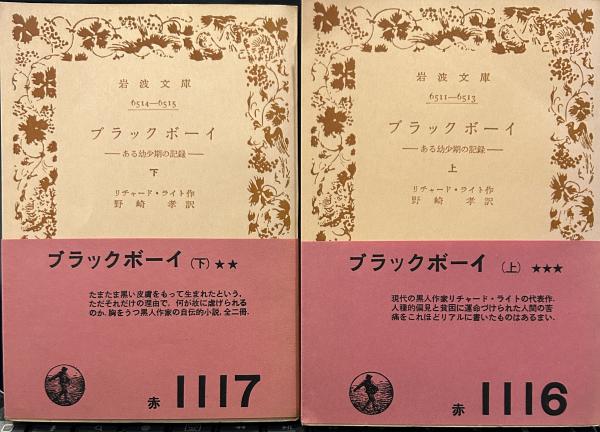 岩波文庫
6514—6515
ブラックボーイ
—ある幼少期の記録—
下
リチャード・ライト作
野崎孝訳
ブラックボーイ(下)★★
たまたま黒い皮膚をもって生まれたという,
ただそれだけの理由で, 何が故に虐げられる
のか. 胸をうつ黒人作家の自伝的小説. 全二冊.
赤 1117
岩波文庫
6511—6513
ブラックボーイ
—ある幼少期の記録—
上
リチャード・ライト作
野崎孝訳
ブラックボーイ(上)★★★
現代の黒人作家リチャード・ライトの代表作.
人種的偏見と貧困に運命づけられた人間の苦
痛をこれほどリアルに書いたものはあるまい.
赤 1116